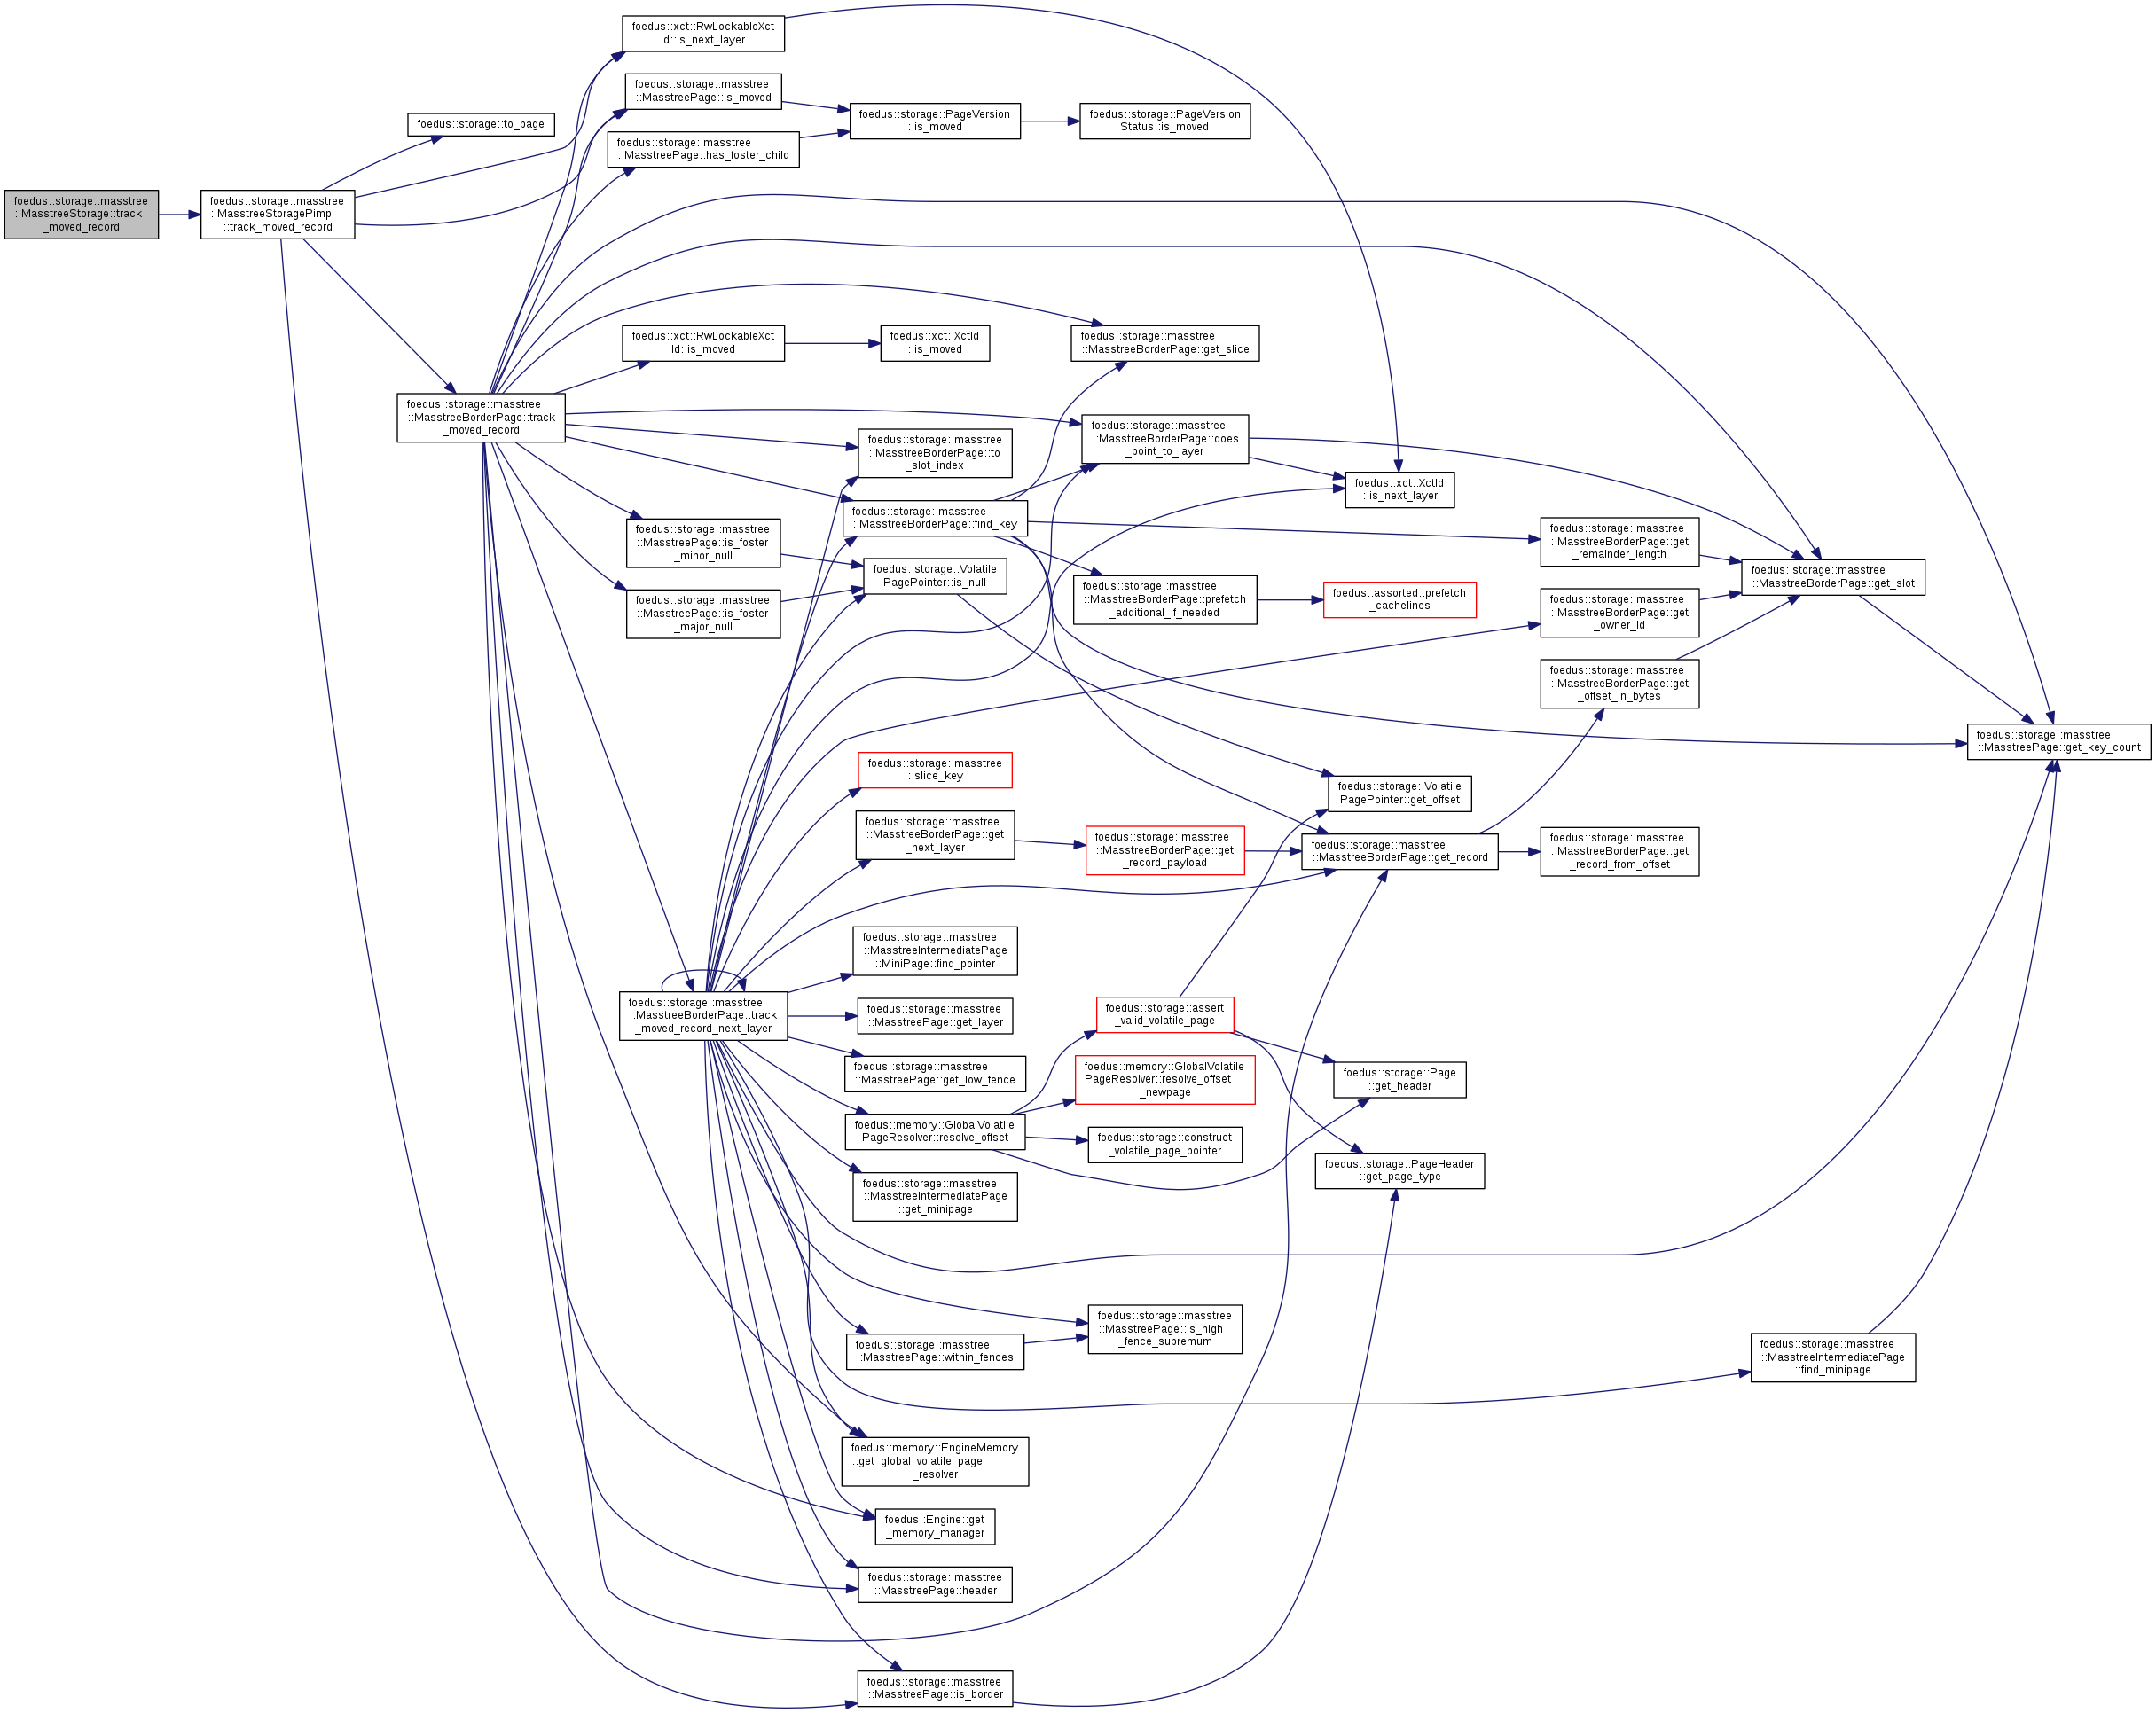 foedus::storage::masstree
::MasstreeStorage::track
_moved_record
foedus::storage::masstree
::MasstreeStoragePimpl
::track_moved_record
foedus::storage::to_page
foedus::storage::masstree
::MasstreeBorderPage::track
_moved_record
foedus::xct::RwLockableXct
Id::is_next_layer
foedus::storage::masstree
::MasstreePage::is_moved
foedus::storage::masstree
::MasstreePage::has_foster_child
foedus::xct::RwLockableXct
Id::is_moved
foedus::storage::masstree
::MasstreePage::is_foster
_minor_null
foedus::storage::masstree
::MasstreePage::is_foster
_major_null
foedus::storage::masstree
::MasstreeBorderPage::track
_moved_record_next_layer
foedus::storage::PageVersion
::is_moved
foedus::storage::PageVersion
Status::is_moved
foedus::xct::XctId
::is_moved
foedus::storage::masstree
::MasstreeBorderPage::to
_slot_index
foedus::storage::masstree
::MasstreeBorderPage::find_key
foedus::storage::Volatile
PagePointer::is_null
foedus::storage::masstree
::slice_key
foedus::storage::masstree
::MasstreeBorderPage::get
_next_layer
foedus::storage::masstree
::MasstreeIntermediatePage
::MiniPage::find_pointer
foedus::storage::masstree
::MasstreePage::get_layer
foedus::storage::masstree
::MasstreePage::get_low_fence
foedus::memory::GlobalVolatile
PageResolver::resolve_offset
foedus::storage::masstree
::MasstreeIntermediatePage
::get_minipage
foedus::storage::masstree
::MasstreePage::within_fences
foedus::memory::EngineMemory
::get_global_volatile_page
_resolver
foedus::Engine::get
_memory_manager
foedus::storage::masstree
::MasstreePage::header
foedus::storage::masstree
::MasstreePage::is_border
foedus::storage::masstree
::MasstreeBorderPage::get_slice
foedus::storage::masstree
::MasstreeBorderPage::does
_point_to_layer
foedus::storage::masstree
::MasstreeBorderPage::prefetch
_additional_if_needed
foedus::storage::masstree
::MasstreeBorderPage::get
_record_payload
foedus::storage::assert
_valid_volatile_page
foedus::memory::GlobalVolatile
PageResolver::resolve_offset
_newpage
foedus::storage::construct
_volatile_page_pointer
foedus::storage::masstree
::MasstreePage::is_high
_fence_supremum
foedus::xct::XctId
::is_next_layer
foedus::assorted::prefetch
_cachelines
foedus::storage::Volatile
PagePointer::get_offset
foedus::storage::masstree
::MasstreeBorderPage::get_record
foedus::storage::Page
::get_header
foedus::storage::PageHeader
::get_page_type
foedus::storage::masstree
::MasstreeBorderPage::get
_remainder_length
foedus::storage::masstree
::MasstreeBorderPage::get
_owner_id
foedus::storage::masstree
::MasstreeBorderPage::get
_offset_in_bytes
foedus::storage::masstree
::MasstreeBorderPage::get
_record_from_offset
foedus::storage::masstree
::MasstreeBorderPage::get_slot
foedus::storage::masstree
::MasstreeIntermediatePage
::find_minipage
foedus::storage::masstree
::MasstreePage::get_key_count